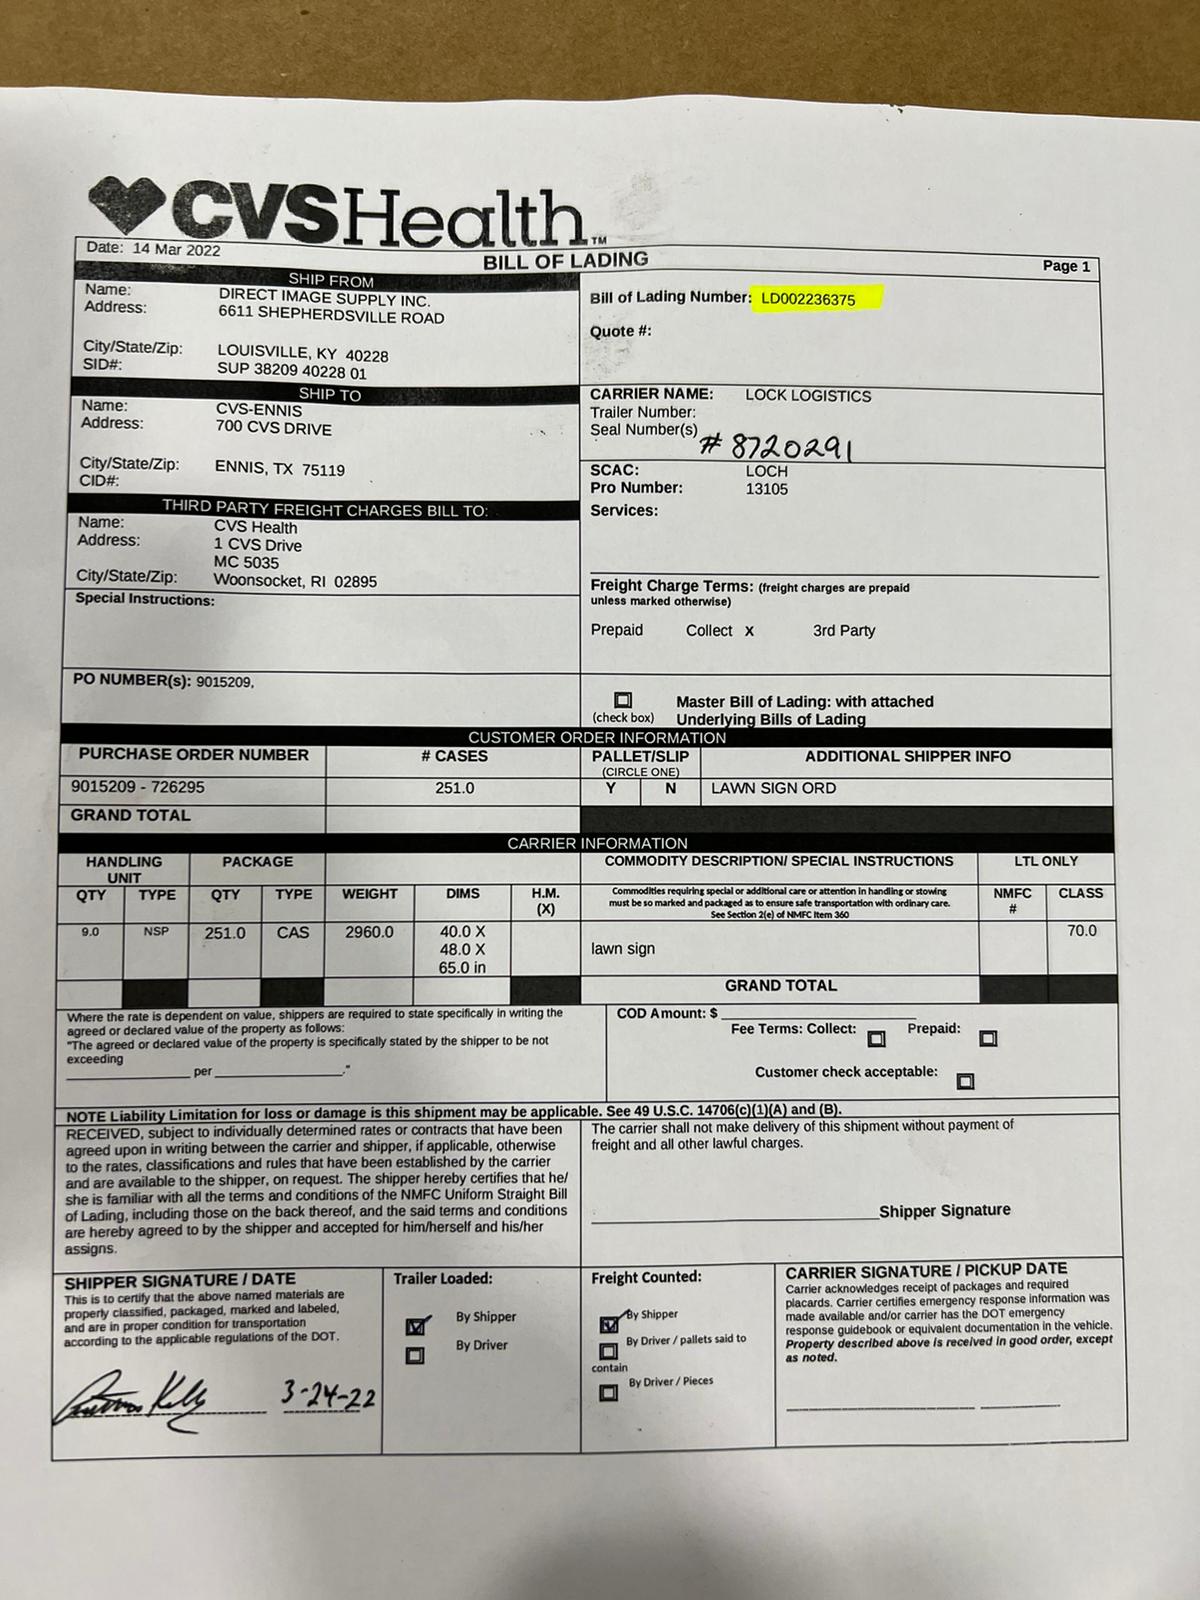 CVSHealth™
Date: 14 Mar 2022
BILL OF LADING
Page 1
SHIP FROM
Name: DIRECT IMAGE SUPPLY INC.
Address: 6611 SHEPHERDSVILLE ROAD
City/State/Zip: LOUISVILLE, KY 40228
SID#: SUP 38209 40228 01
Bill of Lading Number: LD002236375
Quote #:
SHIP TO
Name: CVS-ENNIS
Address: 700 CVS DRIVE
City/State/Zip: ENNIS, TX 75119
CID#:
CARRIER NAME: LOCK LOGISTICS
Trailer Number:
Seal Number(s) # 8720291
SCAC: LOCH
Pro Number: 13105
Services:
THIRD PARTY FREIGHT CHARGES BILL TO:
Name: CVS Health
Address: 1 CVS Drive
MC 5035
City/State/Zip: Woonsocket, RI 02895
Special Instructions:
Freight Charge Terms: (freight charges are prepaid
unless marked otherwise)
Prepaid Collect X 3rd Party
PO NUMBER(s): 9015209,
(check box) Master Bill of Lading: with attached
Underlying Bills of Lading
CUSTOMER ORDER INFORMATION
PURCHASE ORDER NUMBER # CASES PALLET/SLIP ADDITIONAL SHIPPER INFO
(CIRCLE ONE)
9015209 - 726295 251.0 Y N LAWN SIGN ORD
GRAND TOTAL
CARRIER INFORMATION
HANDLING UNIT PACKAGE COMMODITY DESCRIPTION/ SPECIAL INSTRUCTIONS LTL ONLY
QTY TYPE QTY TYPE WEIGHT DIMS H.M. (X) NMFC # CLASS
Commodities requiring special or additional care or attention in handling or stowing
must be so marked and packaged as to ensure safe transportation with ordinary care.
See Section 2(e) of NMFC Item 360
9.0 NSP 251.0 CAS 2960.0 40.0 X 70.0
48.0 X lawn sign
65.0 in
GRAND TOTAL
Where the rate is dependent on value, shippers are required to state specifically in writing the
agreed or declared value of the property as follows:
"The agreed or declared value of the property is specifically stated by the shipper to be not
exceeding
per ."
COD Amount: $
Fee Terms: Collect: Prepaid:
Customer check acceptable:
NOTE Liability Limitation for loss or damage is this shipment may be applicable. See 49 U.S.C. 14706(c)(1)(A) and (B).
RECEIVED, subject to individually determined rates or contracts that have been
agreed upon in writing between the carrier and shipper, if applicable, otherwise
to the rates, classifications and rules that have been established by the carrier
and are available to the shipper, on request. The shipper hereby certifies that he/
she is familiar with all the terms and conditions of the NMFC Uniform Straight Bill
of Lading, including those on the back thereof, and the said terms and conditions
are hereby agreed to by the shipper and accepted for him/herself and his/her
assigns.
The carrier shall not make delivery of this shipment without payment of
freight and all other lawful charges.
Shipper Signature
SHIPPER SIGNATURE / DATE
This is to certify that the above named materials are
properly classified, packaged, marked and labeled,
and are in proper condition for transportation
according to the applicable regulations of the DOT.
3-24-22
Trailer Loaded:
By Shipper
By Driver
Freight Counted:
By Shipper
By Driver / pallets said to
contain
By Driver / Pieces
CARRIER SIGNATURE / PICKUP DATE
Carrier acknowledges receipt of packages and required
placards. Carrier certifies emergency response information was
made available and/or carrier has the DOT emergency
response guidebook or equivalent documentation in the vehicle.
Property described above is received in good order, except
as noted.